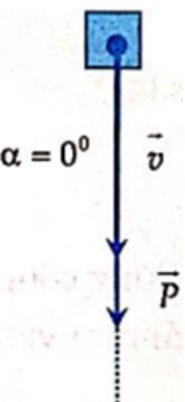 α = 0⁰
v⃗
P⃗